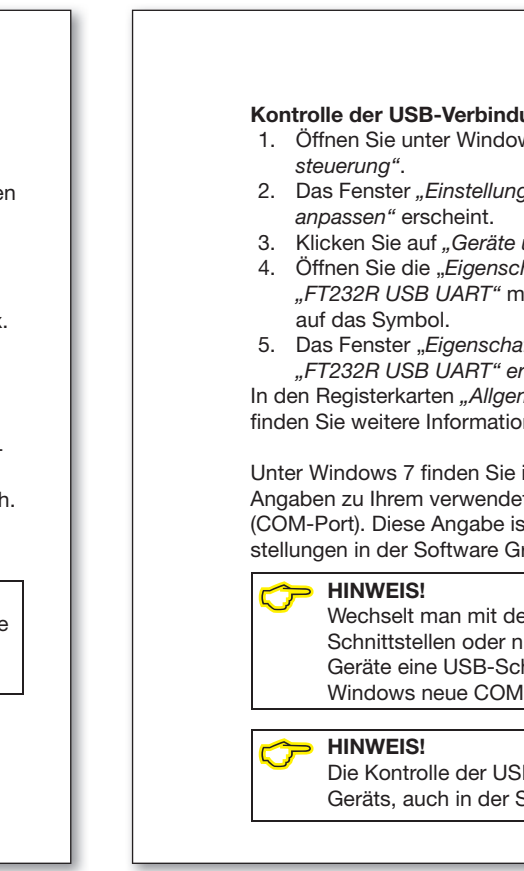 en
k.
-
h.
e
Kontrolle der USB-Verbindu
1. Öffnen Sie unter Window
steuerung“.
2. Das Fenster „Einstellung
anpassen“ erscheint.
3. Klicken Sie auf „Geräte u
4. Öffnen Sie die „Eigensch
„FT232R USB UART“ m
auf das Symbol.
5. Das Fenster „Eigenscha
„FT232R USB UART“ er
In den Registerkarten „Allgem
finden Sie weitere Information
Unter Windows 7 finden Sie i
Angaben zu Ihrem verwendet
(COM-Port). Diese Angabe is
stellungen in der Software Gr
HINWEIS!
Wechselt man mit de
Schnittstellen oder n
Geräte eine USB-Sch
Windows neue COM
HINWEIS!
Die Kontrolle der USB
Geräts, auch in der S